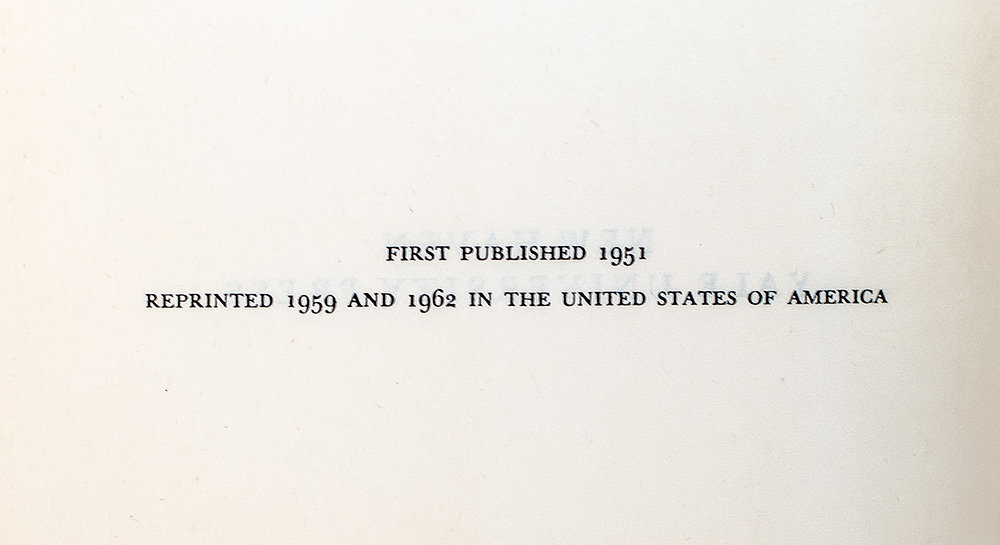 FIRST PUBLISHED 1951
REPRINTED 1959 AND 1962 IN THE UNITED STATES OF AMERICA